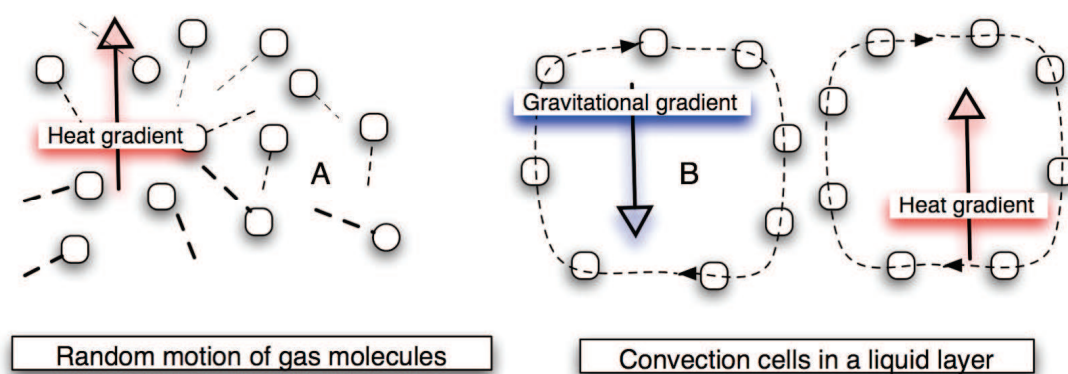 Heat gradient
A
Gravitational gradient
B
Heat gradient
Random motion of gas molecules
Convection cells in a liquid layer